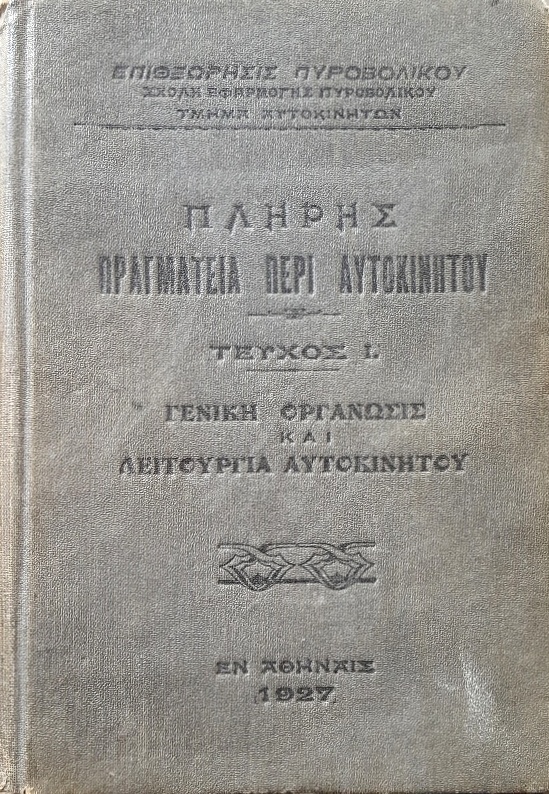 ΕΠΙΘΕΩΡΗΣΙΣ ΠΥΡΟΒΟΛΙΚΟΥ
ΣΧΟΛΗ ΕΦΑΡΜΟΓΗΣ ΠΥΡΟΒΟΛΙΚΟΥ
ΤΜΗΜΑ ΑΥΤΟΚΙΝΗΤΩΝ
ΠΛΗΡΗΣ
ΠΡΑΓΜΑΤΕΙΑ ΠΕΡΙ ΑΥΤΟΚΙΝΗΤΟΥ
ΤΕΥΧΟΣ Ι.
ΓΕΝΙΚΗ ΟΡΓΑΝΩΣΙΣ
ΚΑΙ
ΛΕΙΤΟΥΡΓΙΑ ΑΥΤΟΚΙΝΗΤΟΥ
ΕΝ ΑΘΗΝΑΙΣ
1927